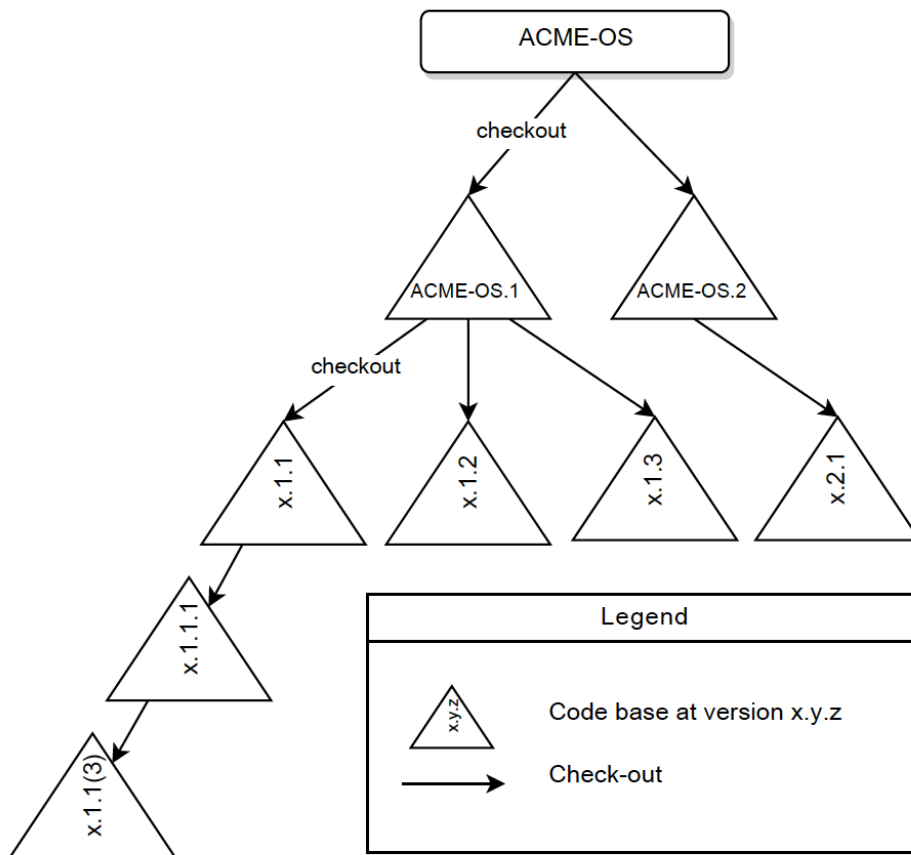 ACME-OS
checkout
ACME-OS.1
ACME-OS.2
checkout
x.1.1
x.1.2
x.1.3
x.2.1
x.1.1.1
x.1.1(3)
Legend
x.y.z
Code base at version x.y.z
Check-out